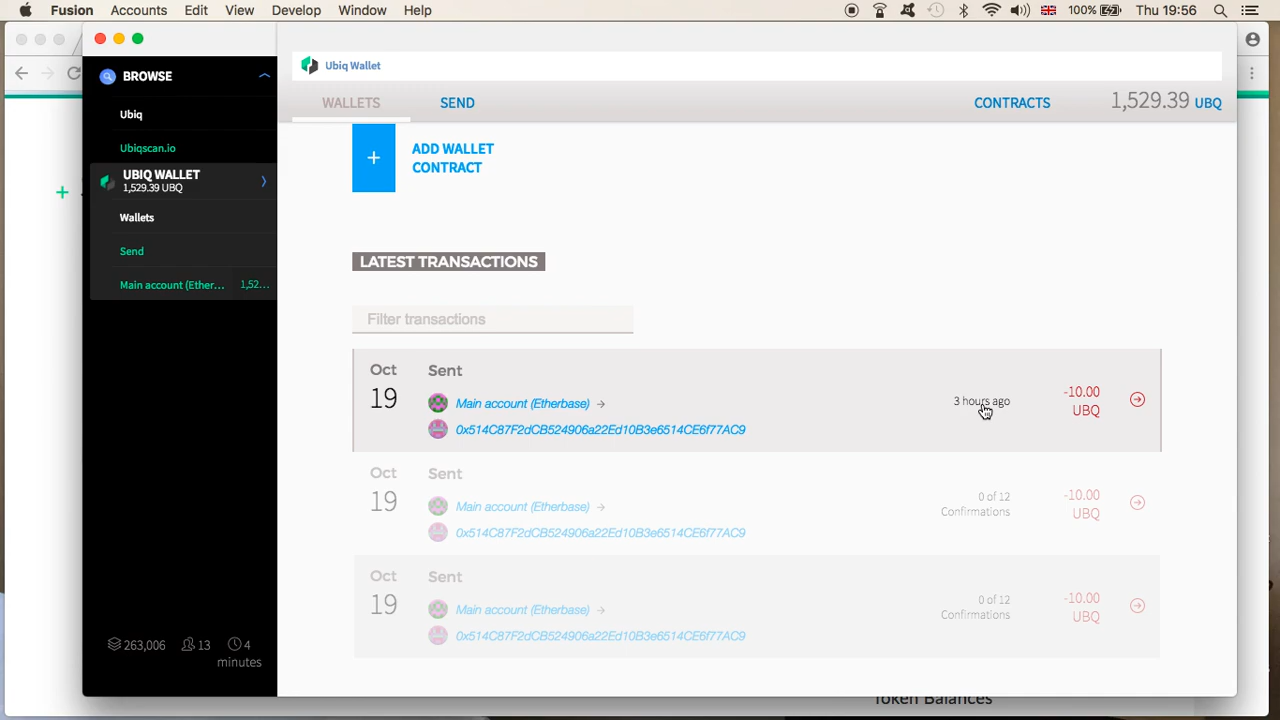 Fusion Accounts Edit View Develop Window Help 100% Thu 19:56
BROWSE
Ubiq
Ubiqscan.io
UBIQ WALLET
1,529.39 UBQ
Wallets
Send
Main account (Ether... 1,52...
263,006 13 4
minutes
Ubiq Wallet
WALLETS SEND CONTRACTS 1,529.39 UBQ
+ ADD WALLET
CONTRACT
LATEST TRANSACTIONS
Filter transactions
Oct
19
Sent
Main account (Etherbase)
0x514C87F2dCB524906a22Ed10B3e6514CE6f77AC9
3 hours ago
-10.00
UBQ
Oct
19
Sent
Main account (Etherbase)
0x514C87F2dCB524906a22Ed10B3e6514CE6f77AC9
0 of 12
Confirmations
-10.00
UBQ
Oct
19
Sent
Main account (Etherbase)
0x514C87F2dCB524906a22Ed10B3e6514CE6f77AC9
0 of 12
Confirmations
-10.00
UBQ
Token Balances